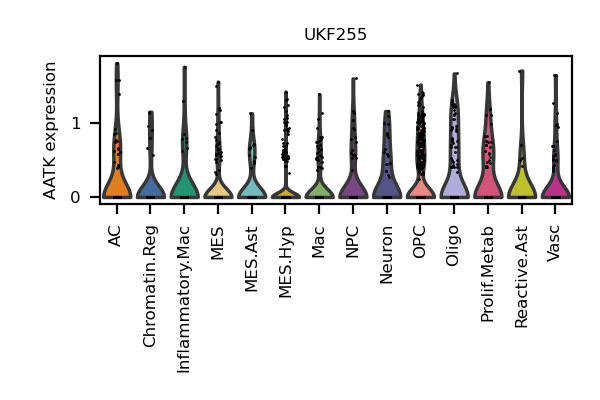 UKF255
AATK expression
1
0
AC
Chromatin.Reg
Inflammatory.Mac
MES
MES.Ast
MES.Hyp
Mac
NPC
Neuron
OPC
Oligo
Prolif.Metab
Reactive.Ast
Vasc